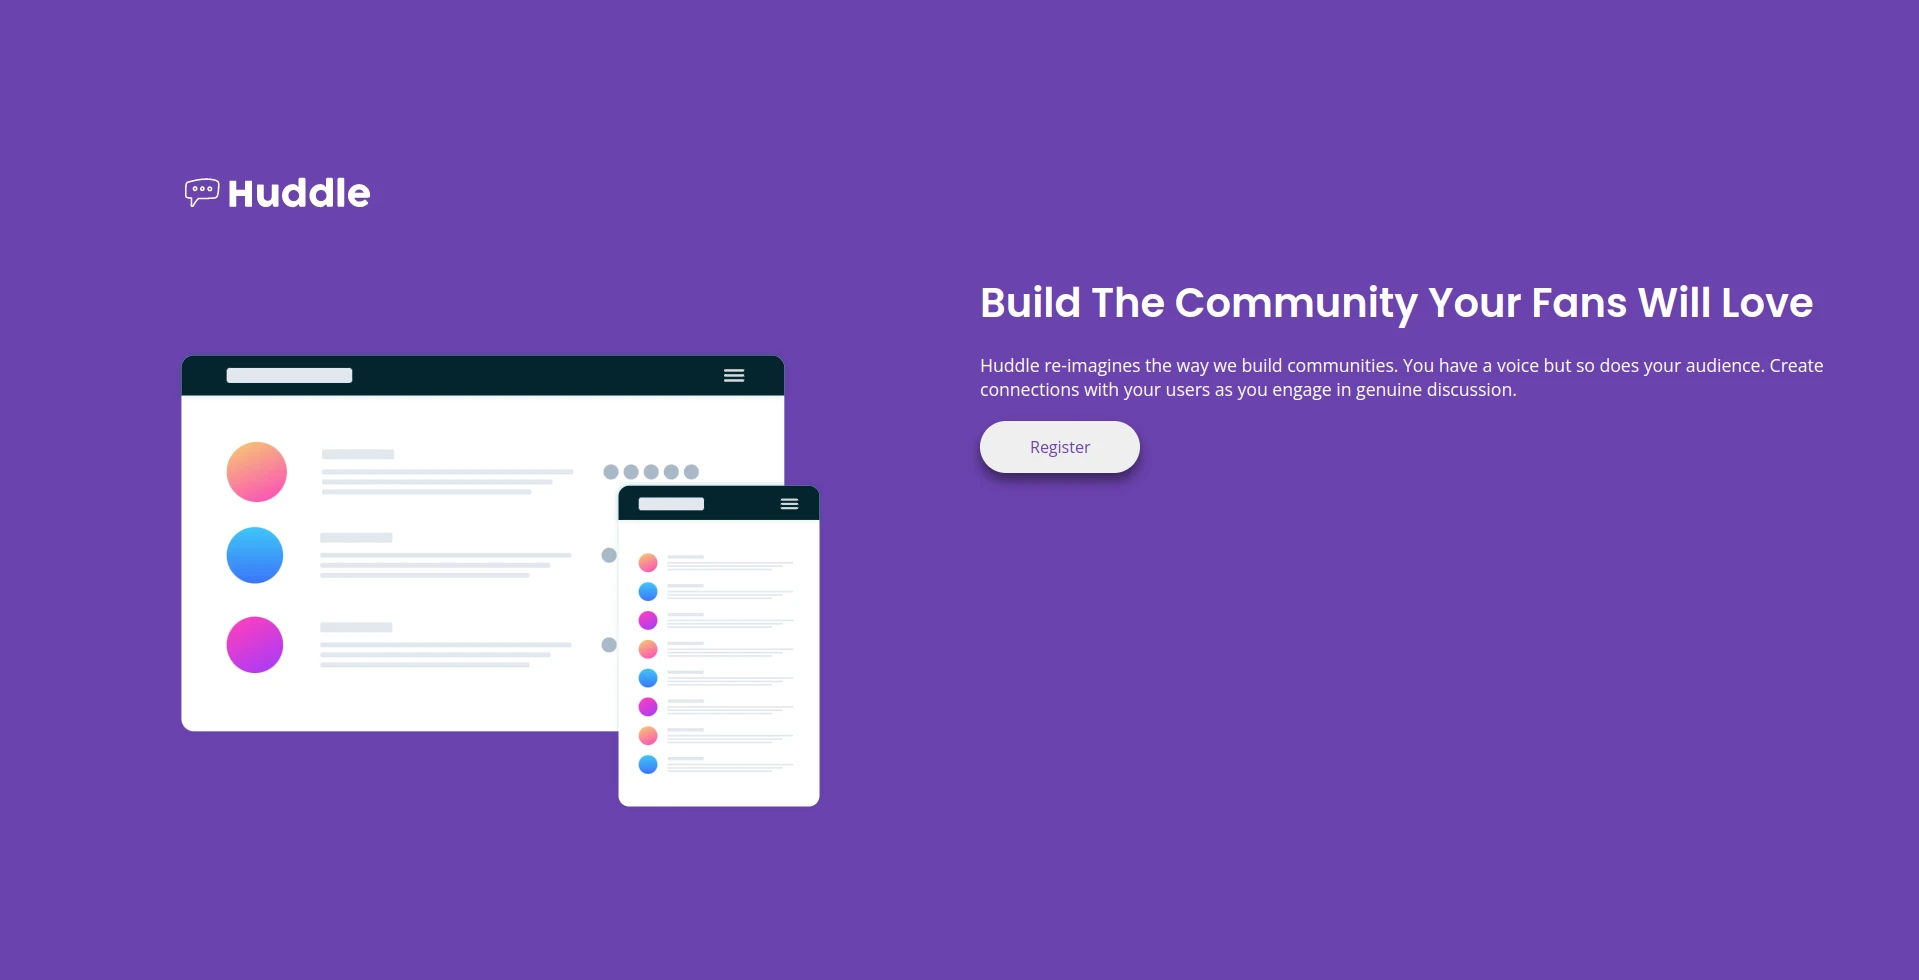 Huddle
Build The Community Your Fans Will Love
Huddle re-imagines the way we build communities. You have a voice but so does your audience. Create
connections with your users as you engage in genuine discussion.
Register